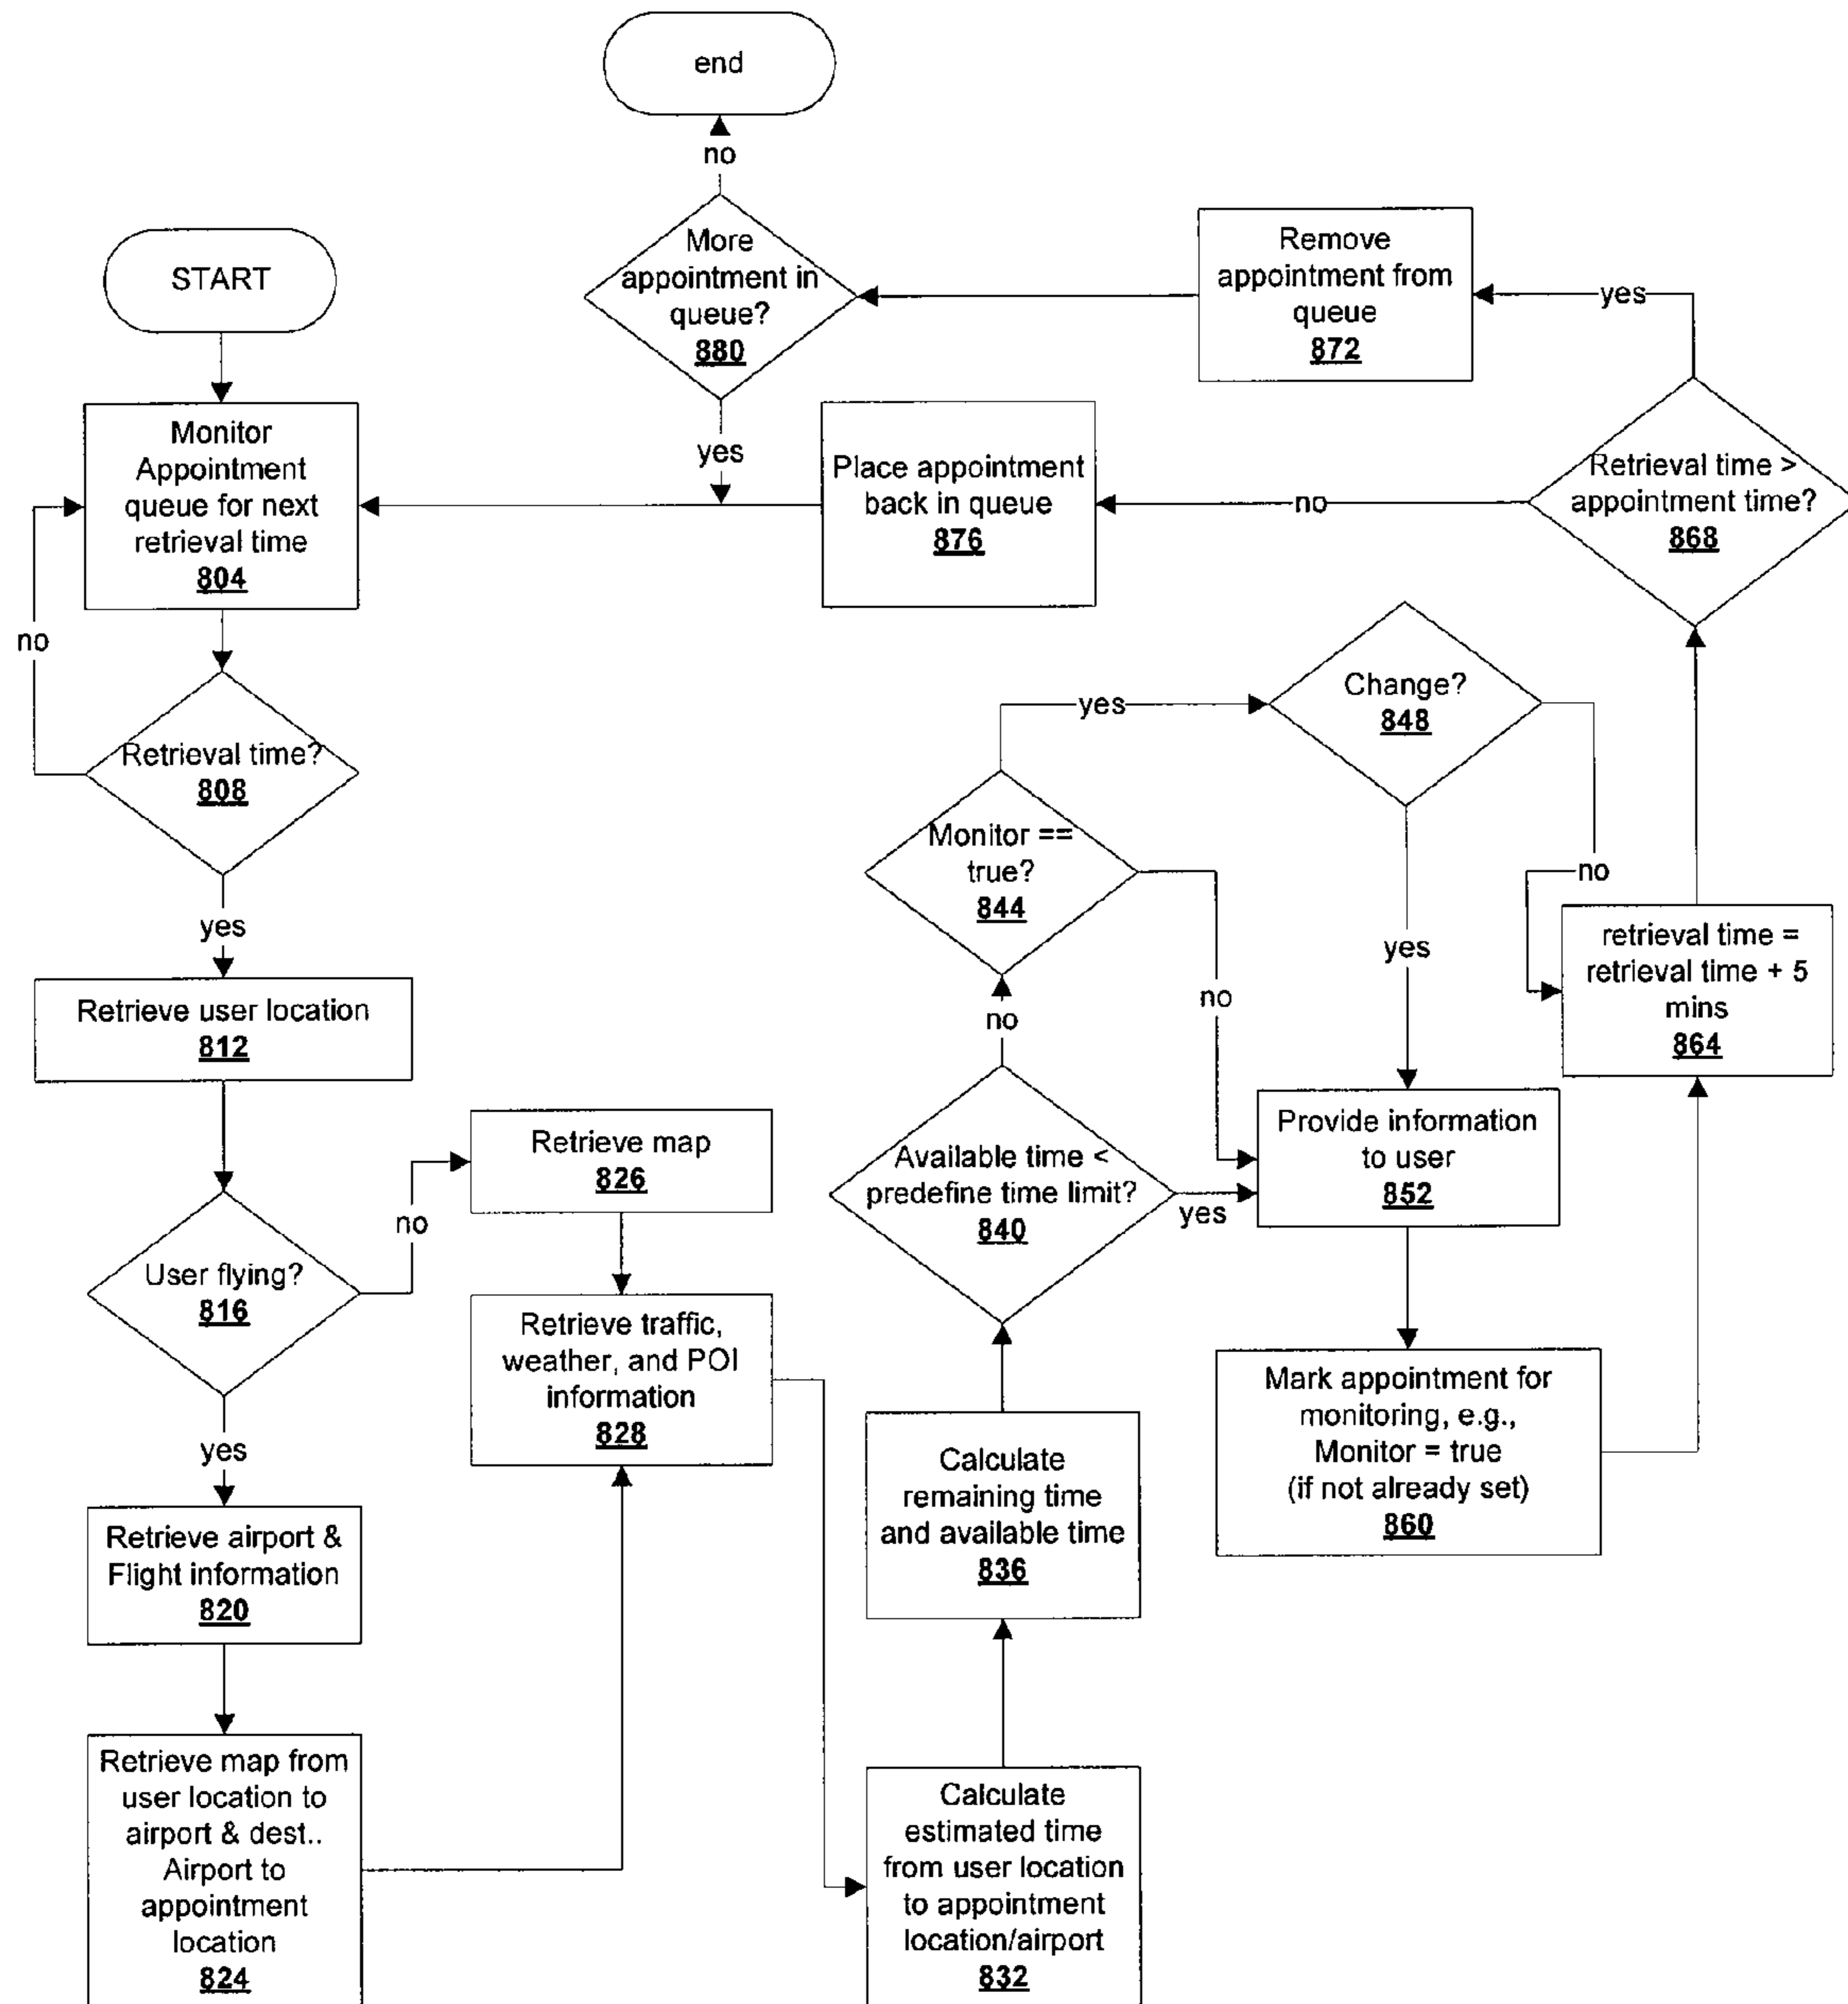 end
no
More
appointment in
queue?
880
yes
Remove
appointment from
queue
872
yes
START
Monitor
Appointment
queue for next
retrieval time
804
Place appointment
back in queue
876
no
Retrieval time >
appointment time?
868
no
Retrieval time?
808
yes
yes
Change?
848
no
yes
Monitor ==
true?
844
no
no
retrieval time =
retrieval time + 5
mins
864
Retrieve user location
812
Retrieve map
826
no
User flying?
816
yes
Retrieve traffic,
weather, and POI
information
828
Available time <
predefine time limit?
840
yes
Provide information
to user
852
Mark appointment for
monitoring, e.g.,
Monitor = true
(if not already set)
860
Calculate
remaining time
and available time
836
Retrieve airport &
Flight information
820
Retrieve map from
user location to
airport & dest..
Airport to
appointment
location
824
Calculate
estimated time
from user location
to appointment
location/airport
832